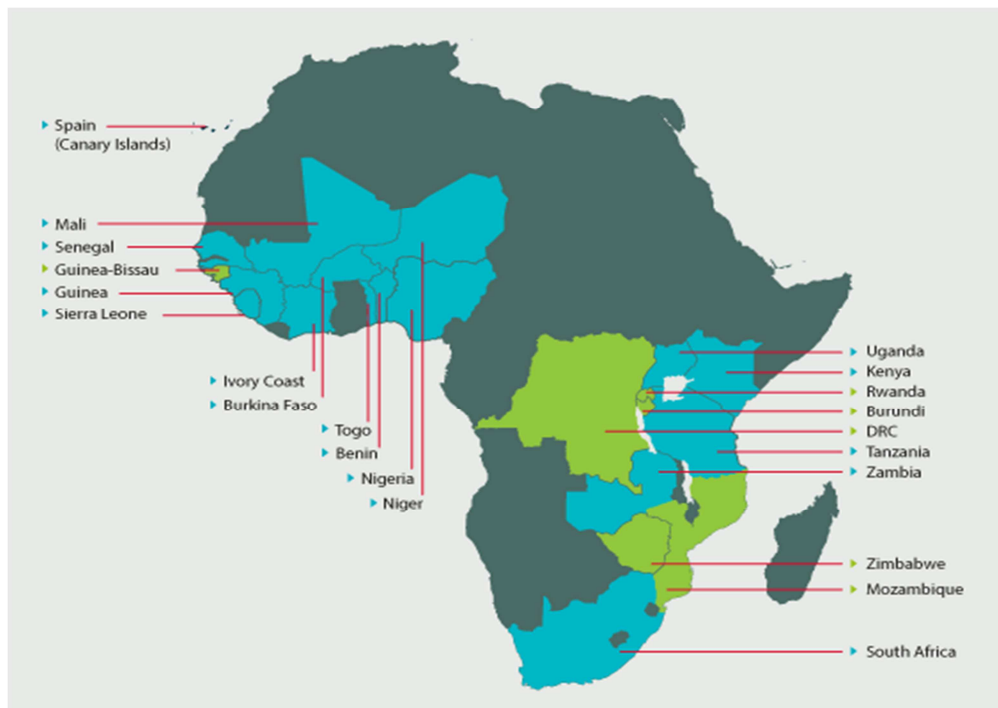 Spain
(Canary Islands)
Mali
Senegal
Guinea-Bissau
Guinea
Sierra Leone
Ivory Coast
Burkina Faso
Togo
Benin
Nigeria
Niger
Uganda
Kenya
Rwanda
Burundi
DRC
Tanzania
Zambia
Zimbabwe
Mozambique
South Africa